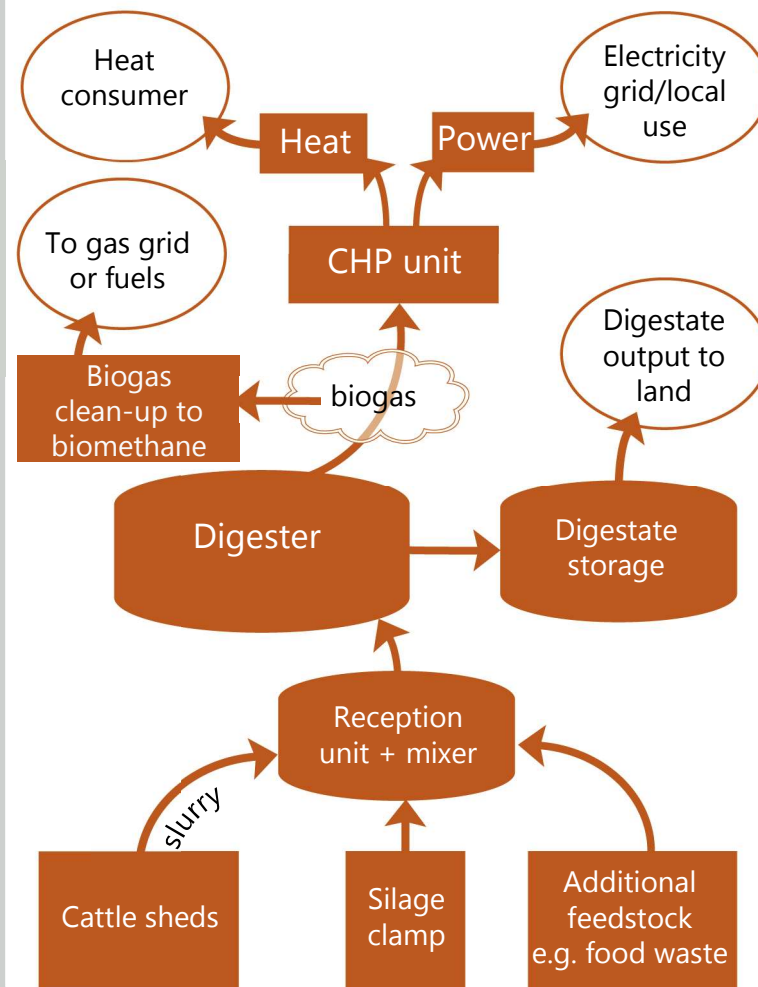 Heat
consumer
Electricity
grid/local
use
Heat
Power
To gas grid
or fuels
CHP unit
Digestate
output to
land
Biogas
clean-up to
biomethane
biogas
Digester
Digestate
storage
Reception
unit + mixer
slurry
Cattle sheds
Silage
clamp
Additional
feedstock
e.g. food waste